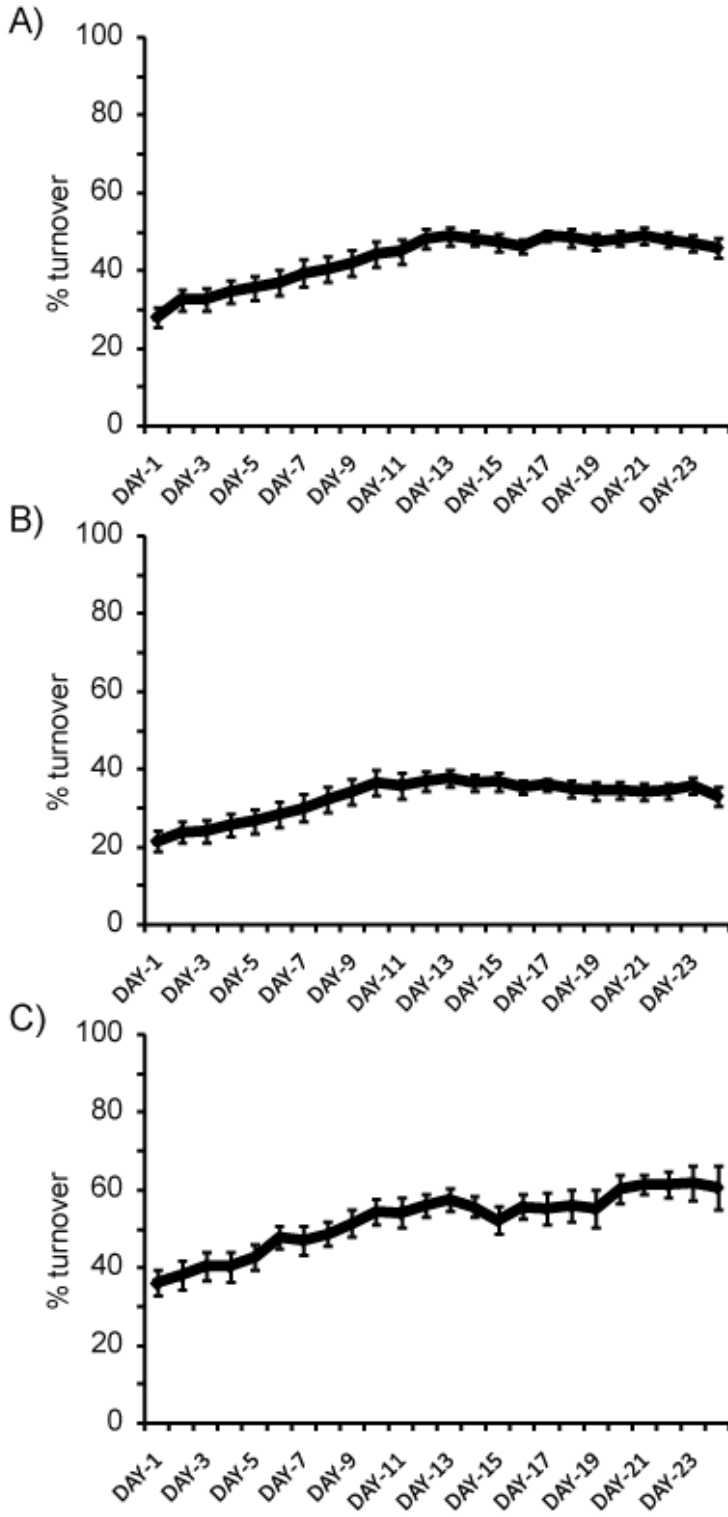 A)
100
80
60
40
20
0
% turnover
DAY-1
DAY-3
DAY-5
DAY-7
DAY-9
DAY-11
DAY-13
DAY-15
DAY-17
DAY-19
DAY-21
DAY-23
B)
100
80
60
40
20
0
% turnover
DAY-1
DAY-3
DAY-5
DAY-7
DAY-9
DAY-11
DAY-13
DAY-15
DAY-17
DAY-19
DAY-21
DAY-23
C)
100
80
60
40
20
0
% turnover
DAY-1
DAY-3
DAY-5
DAY-7
DAY-9
DAY-11
DAY-13
DAY-15
DAY-17
DAY-19
DAY-21
DAY-23